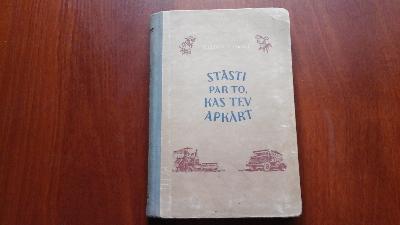 STĀSTI
PAR TO,
KAS TEV
APKĀRT